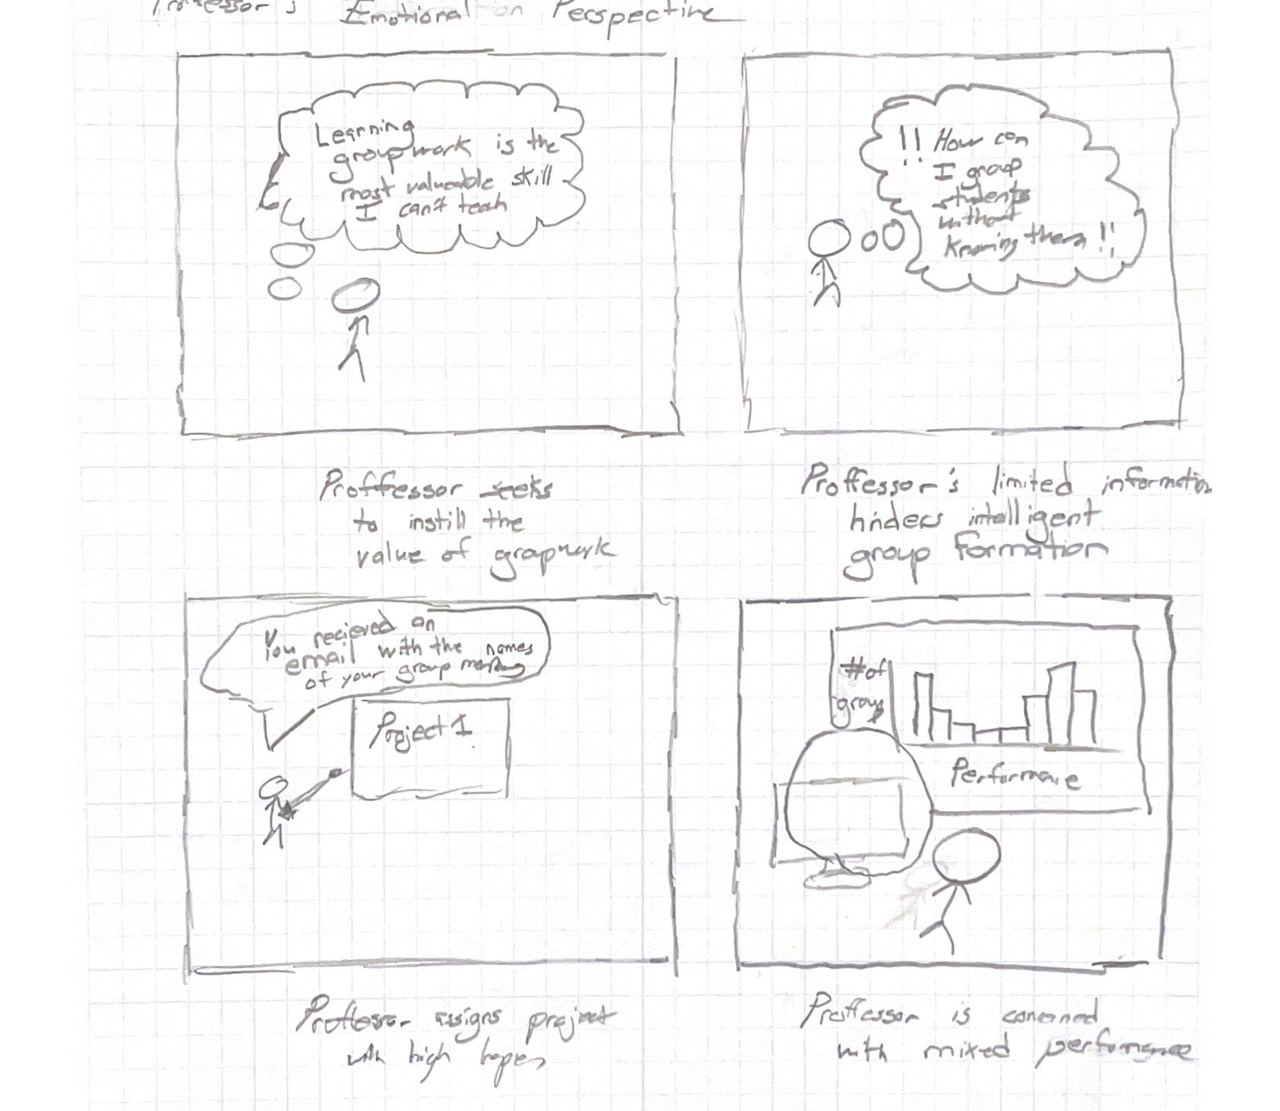 Professor's Emotional on Perspective
Learning
groupwork is the
most valueable skill
I can't teach
!! How can
I group
students
without
knowing them !!
Proffessor seeks
to instill the
value of groupwork
Proffessor's limited information
hinders intelligent
group formation
You recieved an
email with the names
of your group
Project 1
# of
groups
Performance
Proffessor assigns project
with high hopes
Proffessor is concerned
with mixed performance